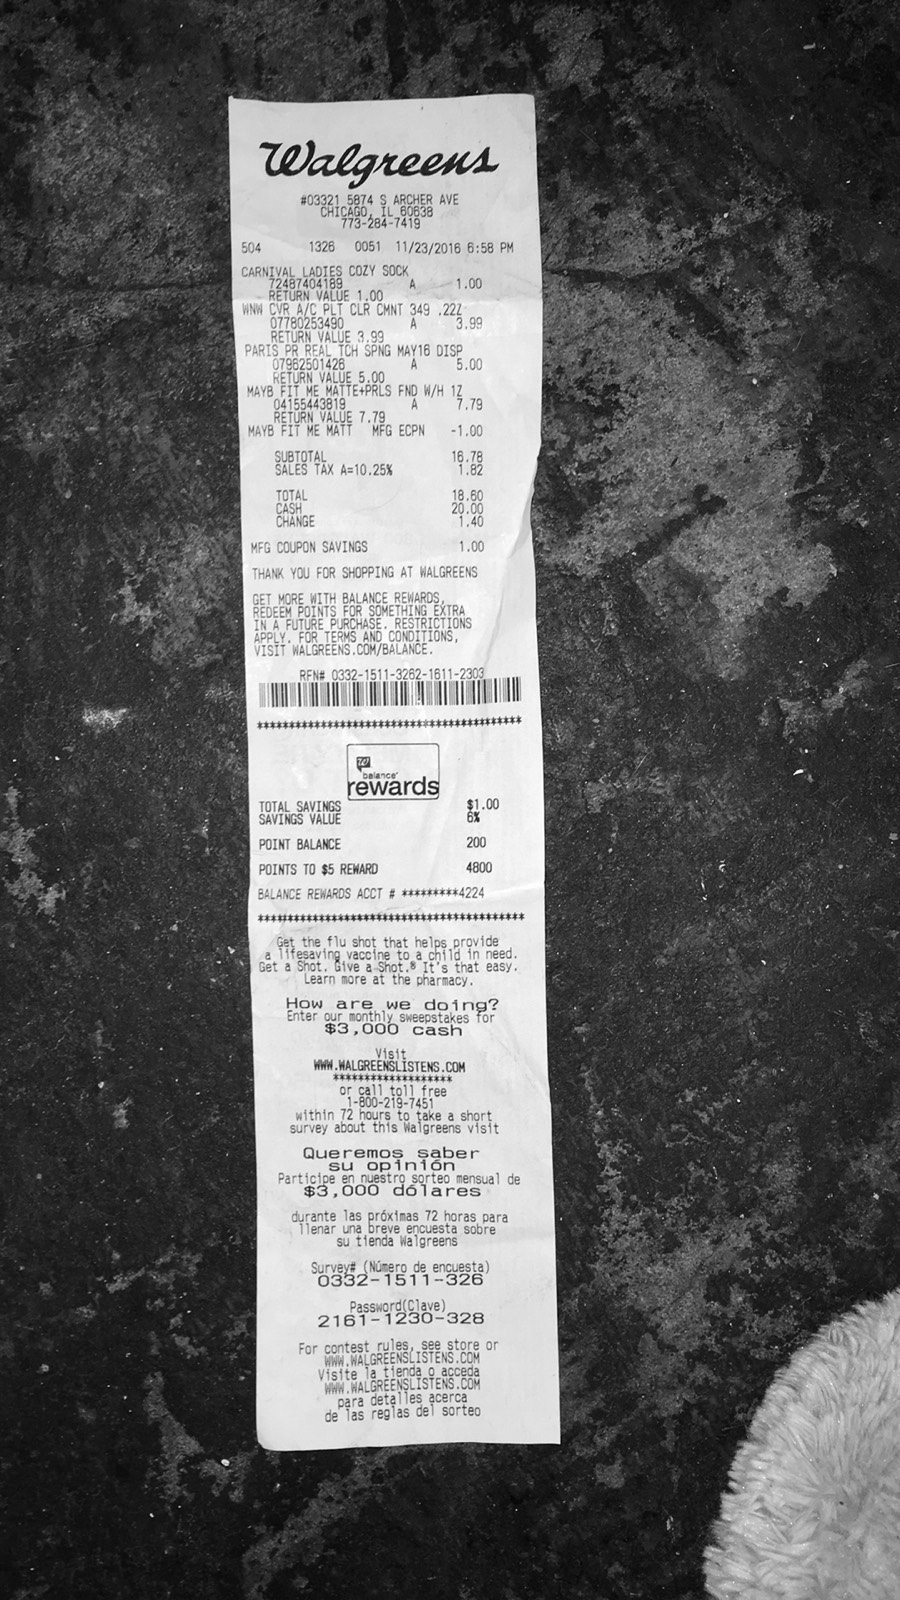 Walgreens
#03321 5874 S ARCHER AVE
CHICAGO, IL 60638
773-284-7419
504 1326 0051 11/23/2016 6:58 PM
CARNIVAL LADIES COZY SOCK
72487404189 A 1.00
RETURN VALUE 1.00
WNW CVR A/C PLT CLR CMNT 349 .22Z
07780253490 A 3.99
RETURN VALUE 3.99
PARIS PR REAL TCH SPNG MAY16 DISP
07962501426 A 5.00
RETURN VALUE 5.00
MAYB FIT ME MATTE+PRLS FND W/H 1Z
04155443819 A 7.79
RETURN VALUE 7.79
MAYB FIT ME MATT MFG ECPN -1.00
SUBTOTAL 16.78
SALES TAX A=10.25% 1.82
TOTAL 18.60
CASH 20.00
CHANGE 1.40
MFG COUPON SAVINGS 1.00
THANK YOU FOR SHOPPING AT WALGREENS
GET MORE WITH BALANCE REWARDS,
REDEEM POINTS FOR SOMETHING EXTRA
IN A FUTURE PURCHASE. RESTRICTIONS
APPLY. FOR TERMS AND CONDITIONS,
VISIT WALGREENS.COM/BALANCE.
RFN# 0332-1511-3262-1611-2303
****************************************
W
balance®
rewards
TOTAL SAVINGS $1.00
SAVINGS VALUE 6%
POINT BALANCE 200
POINTS TO $5 REWARD 4800
BALANCE REWARDS ACCT # *********4224
****************************************
Get the flu shot that helps provide
a lifesaving vaccine to a child in need.
Get a Shot. Give a Shot.® It's that easy.
Learn more at the pharmacy.
How are we doing?
Enter our monthly sweepstakes for
$3,000 cash
Visit
WWW.WALGREENSLISTENS.COM
******************
or call toll free
1-800-219-7451
within 72 hours to take a short
survey about this Walgreens visit
Queremos saber
su opinión
Participe en nuestro sorteo mensual de
$3,000 dólares
durante las próximas 72 horas para
llenar una breve encuesta sobre
su tienda Walgreens
Survey# (Número de encuesta)
0332-1511-326
Password(Clave)
2161-1230-328
For contest rules, see store or
WWW.WALGREENSLISTENS.COM
Visite la tienda o acceda
WWW.WALGREENSLISTENS.COM
para detalles acerca
de las reglas del sorteo